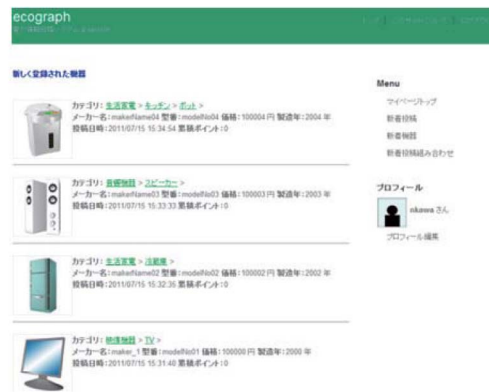 ecograph
新しく登録された機器
カテゴリ: 生活家電 > キッチン > ポット >
メーカー名: makerName04 型番: modelNo04 価格: 100004 円 製造年: 2004 年
投稿日時: 2011/07/15 15:34:54 累積ポイント: 0
カテゴリ: 音響機器 > スピーカー >
メーカー名: makerName03 型番: modelNo03 価格: 100003 円 製造年: 2003 年
投稿日時: 2011/07/15 15:33:33 累積ポイント: 0
カテゴリ: 生活家電 > 冷蔵庫 >
メーカー名: makerName02 型番: modelNo02 価格: 100002 円 製造年: 2002 年
投稿日時: 2011/07/15 15:32:35 累積ポイント: 0
カテゴリ: 映像機器 > TV >
メーカー名: maker_1 型番: modelNo01 価格: 100000 円 製造年: 2000 年
投稿日時: 2011/07/15 15:31:40 累積ポイント: 0
Menu
マイページトップ
新着投稿
新着機器
新着投稿組み合わせ
プロフィール
nkawa さん
プロフィール編集